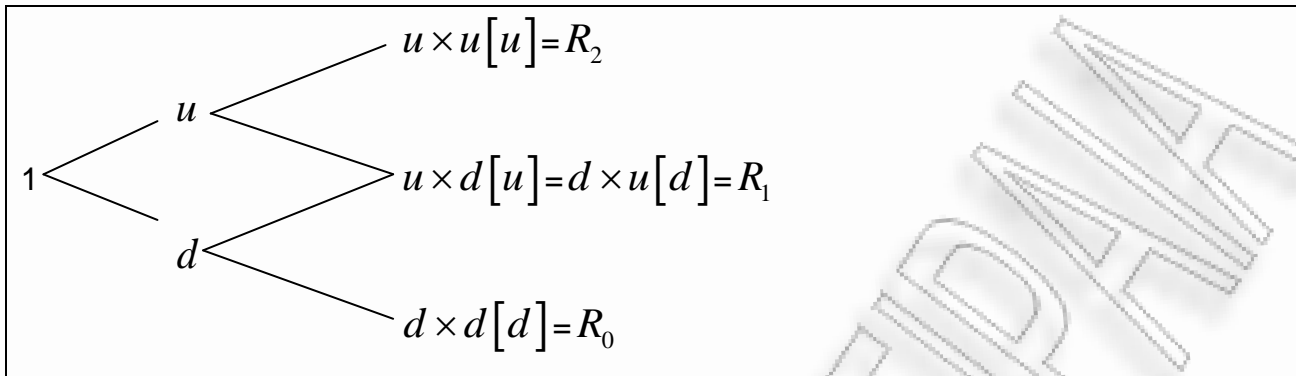 u × u[u] = R₂
u
1
u × d[u] = d × u[d] = R₁
d
d × d[d] = R₀